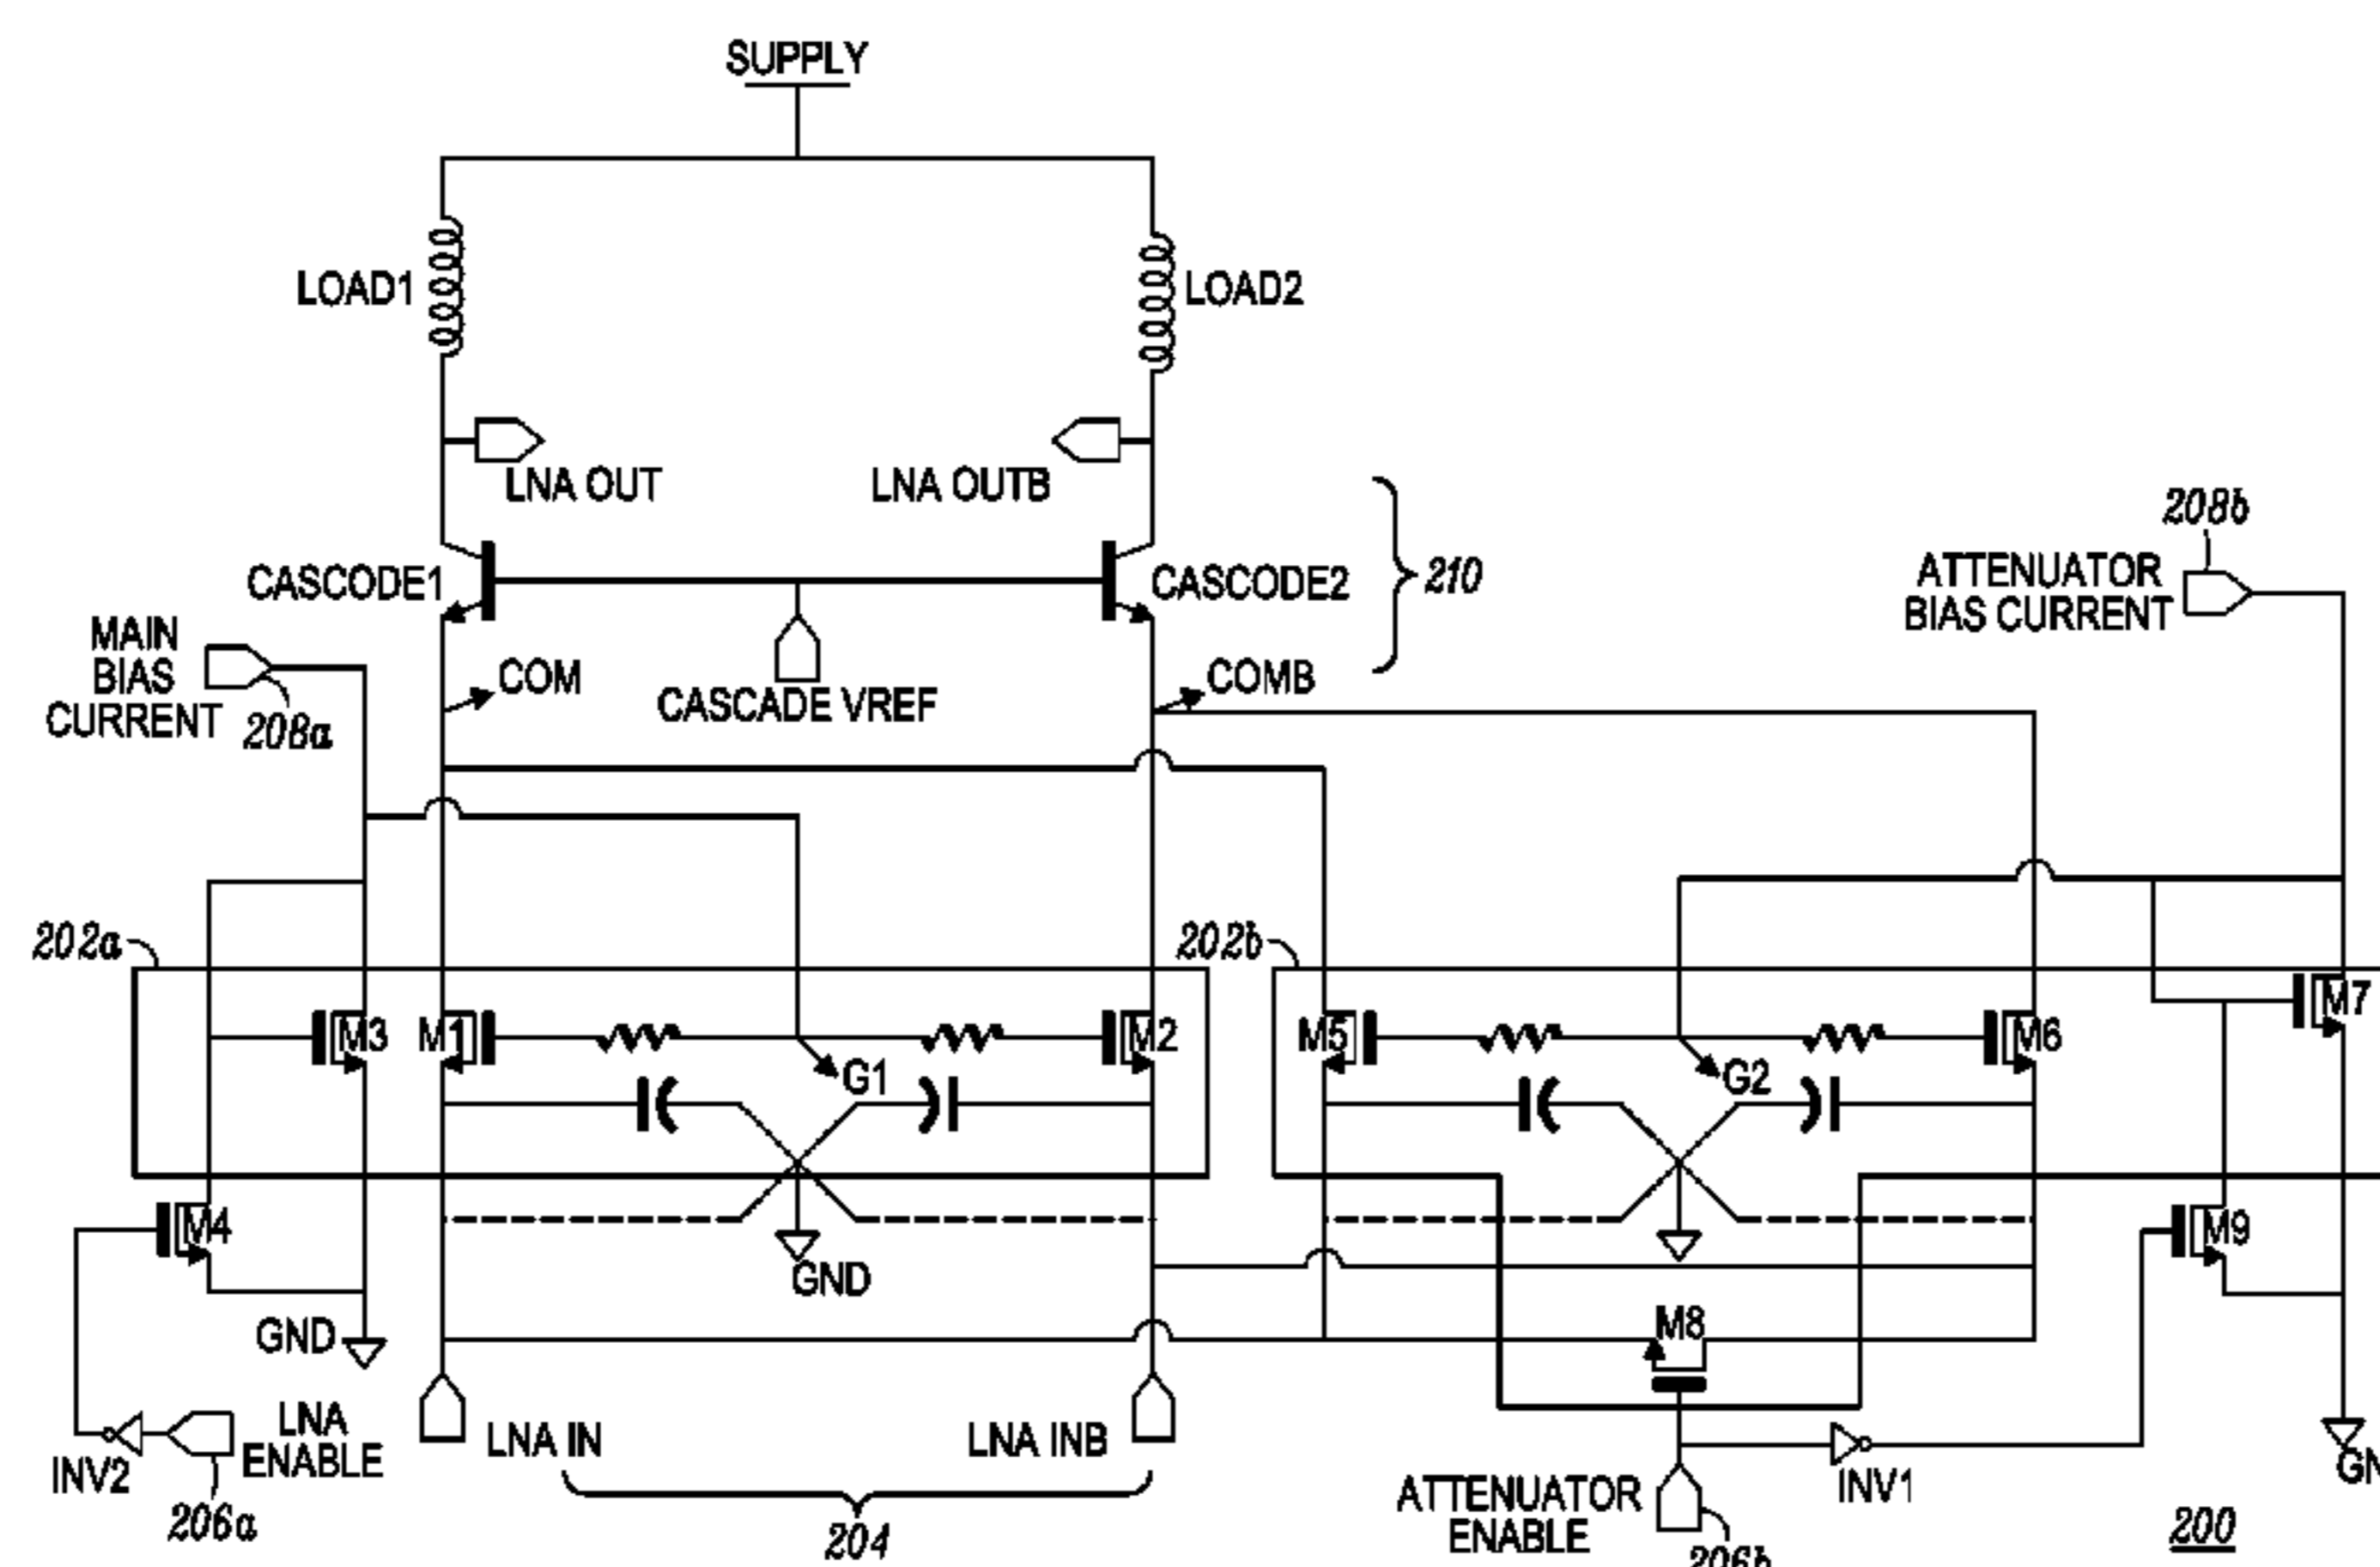 SUPPLY
LOAD1
LOAD2
LNA OUT
LNA OUTB
CASCODE1
CASCODE2
210
208b
ATTENUATOR
BIAS CURRENT
MAIN
BIAS
CURRENT
208a
COM
CASCADE VREF
COMB
202a
202b
M3
M1
M2
M5
M6
M7
G1
G2
M4
M9
GND
GND
M8
LNA
ENABLE
INV2
206a
LNA IN
LNA INB
204
ATTENUATOR
ENABLE
INV1
206b
200